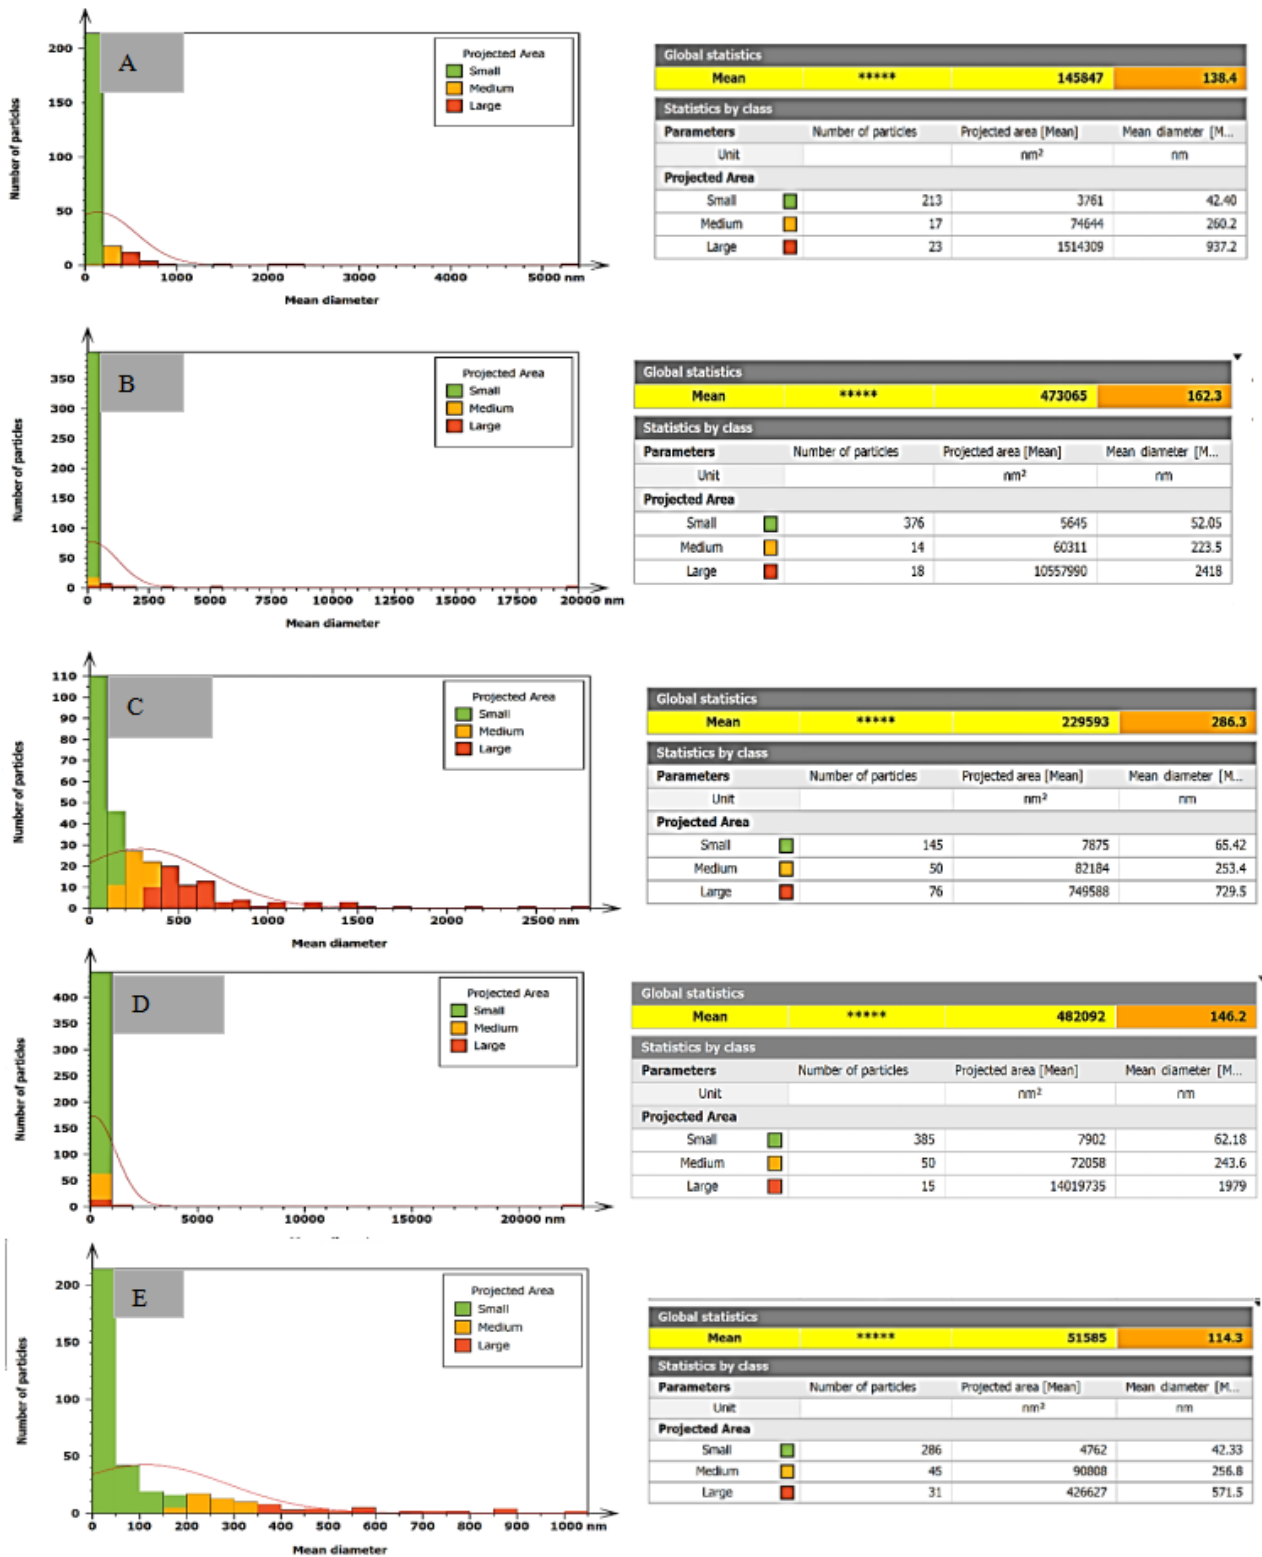 A
Number of particles
200
150
100
50
0
0 1000 2000 3000 4000 5000 nm
Mean diameter
Projected Area
Small
Medium
Large
Global statistics
Mean ***** 145847 138.4
Statistics by class
Parameters Number of particles Projected area [Mean] Mean diameter [M...
Unit nm² nm
Projected Area
Small 213 3761 42.40
Medium 17 74644 260.2
Large 23 1514309 937.2
B
Number of particles
350
300
250
200
150
100
50
0
0 2500 5000 7500 10000 12500 15000 17500 20000 nm
Mean diameter
Projected Area
Small
Medium
Large
Global statistics
Mean ***** 473065 162.3
Statistics by class
Parameters Number of particles Projected area [Mean] Mean diameter [M...
Unit nm² nm
Projected Area
Small 376 5645 52.05
Medium 14 60311 223.5
Large 18 10557990 2418
C
Number of particles
110
100
90
80
70
60
50
40
30
20
10
0
0 500 1000 1500 2000 2500 nm
Mean diameter
Projected Area
Small
Medium
Large
Global statistics
Mean ***** 229593 286.3
Statistics by class
Parameters Number of particles Projected area [Mean] Mean diameter [M...
Unit nm² nm
Projected Area
Small 145 7875 65.42
Medium 50 82184 253.4
Large 76 749588 729.5
D
Number of particles
400
350
300
250
200
150
100
50
0
0 5000 10000 15000 20000 nm
Projected Area
Small
Medium
Large
Global statistics
Mean ***** 482092 146.2
Statistics by class
Parameters Number of particles Projected area [Mean] Mean diameter [M...
Unit nm² nm
Projected Area
Small 385 7902 62.18
Medium 50 72058 243.6
Large 15 14019735 1979
E
Number of particles
200
150
100
50
0
0 100 200 300 400 500 600 700 800 900 1000 nm
Mean diameter
Projected Area
Small
Medium
Large
Global statistics
Mean ***** 51585 114.3
Statistics by class
Parameters Number of particles Projected area [Mean] Mean diameter [M...
Unit nm² nm
Projected Area
Small 286 4762 42.33
Medium 45 90808 256.8
Large 31 426627 571.5